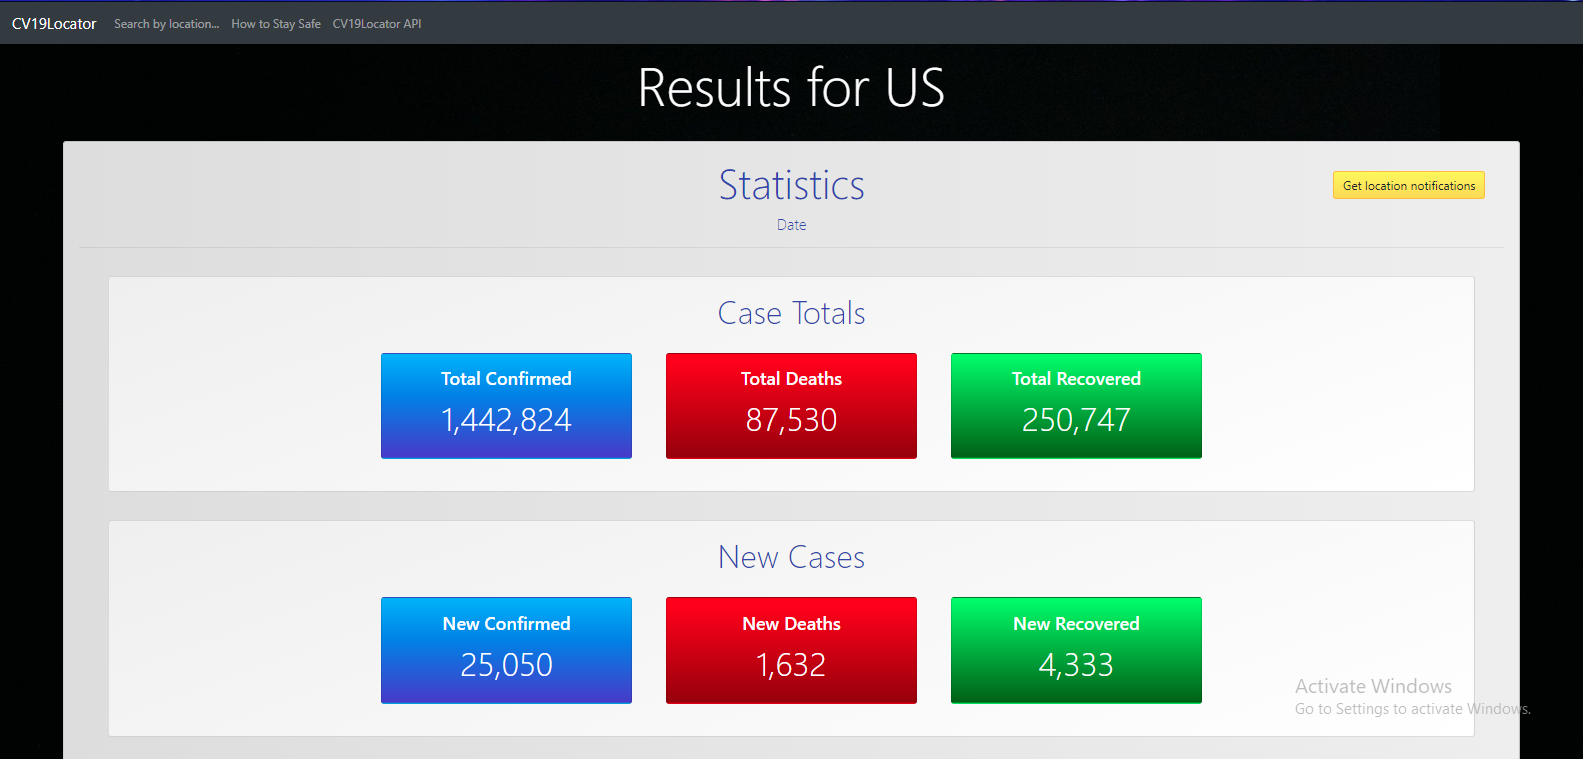 CV19Locator Search by location... How to Stay Safe CV19Locator API
Results for US
Statistics
Get location notifications
Date
Case Totals
Total Confirmed
1,442,824
Total Deaths
87,530
Total Recovered
250,747
New Cases
New Confirmed
25,050
New Deaths
1,632
New Recovered
4,333
Activate Windows
Go to Settings to activate Windows.